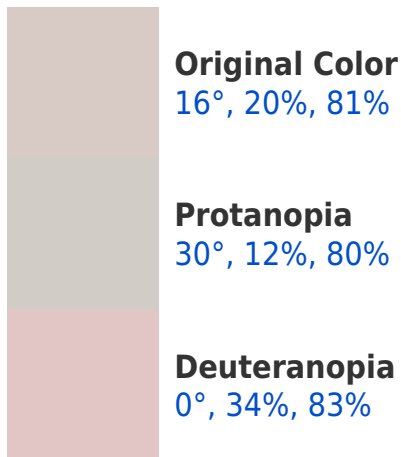 Original Color
16°, 20%, 81%
Protanopia
30°, 12%, 80%
Deuteranopia
0°, 34%, 83%